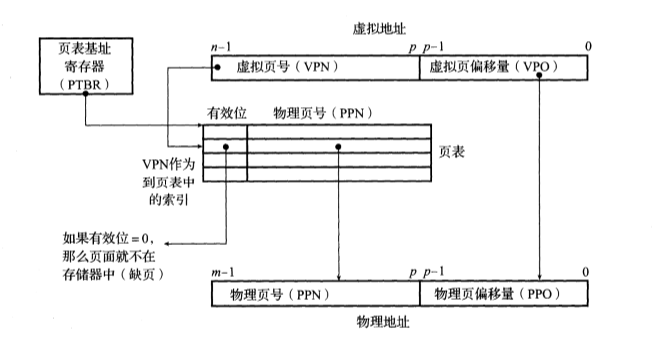 虚拟地址
页表基址
寄存器
(PTBR)
n-1
p
p-1
0
虚拟页号(VPN)
虚拟页偏移量(VPO)
有效位
物理页号(PPN)
页表
VPN作为
到页表中
的索引
如果有效位=0,
那么页面就不在
存储器中(缺页)
m-1
p
p-1
0
物理页号(PPN)
物理页偏移量(PPO)
物理地址